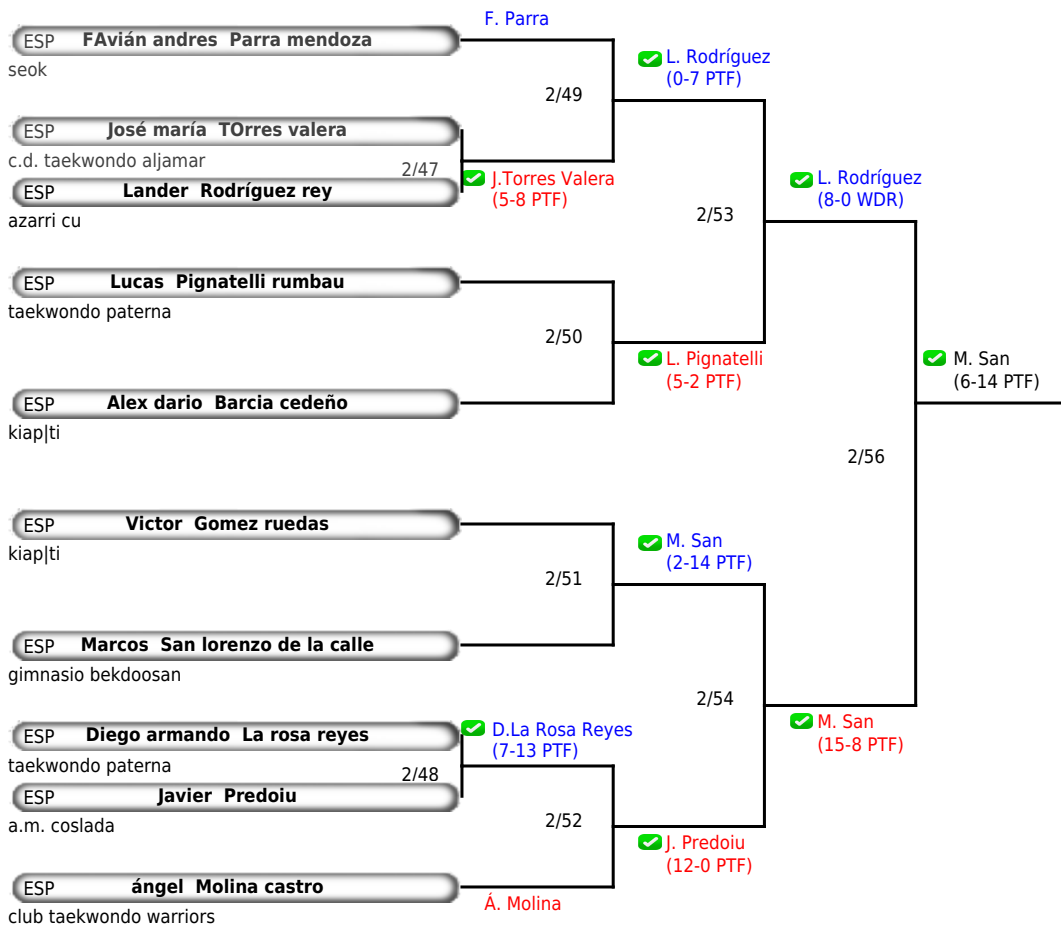 F. Parra
ESP FAvián andres Parra mendoza
seok
L. Rodríguez
(0-7 PTF)
2/49
ESP José maría TOrres valera
c.d. taekwondo aljamar
2/47
J.Torres Valera
(5-8 PTF)
ESP Lander Rodríguez rey
azarri cu
L. Rodríguez
(8-0 WDR)
2/53
ESP Lucas Pignatelli rumbau
taekwondo paterna
2/50
L. Pignatelli
(5-2 PTF)
M. San
(6-14 PTF)
ESP Alex dario Barcia cedeño
kiap|ti
2/56
ESP Victor Gomez ruedas
kiap|ti
M. San
(2-14 PTF)
2/51
ESP Marcos San lorenzo de la calle
gimnasio bekdoosan
2/54
M. San
(15-8 PTF)
ESP Diego armando La rosa reyes
D.La Rosa Reyes
(7-13 PTF)
taekwondo paterna
2/48
ESP Javier Predoiu
a.m. coslada
2/52
J. Predoiu
(12-0 PTF)
ESP ángel Molina castro
Á. Molina
club taekwondo warriors